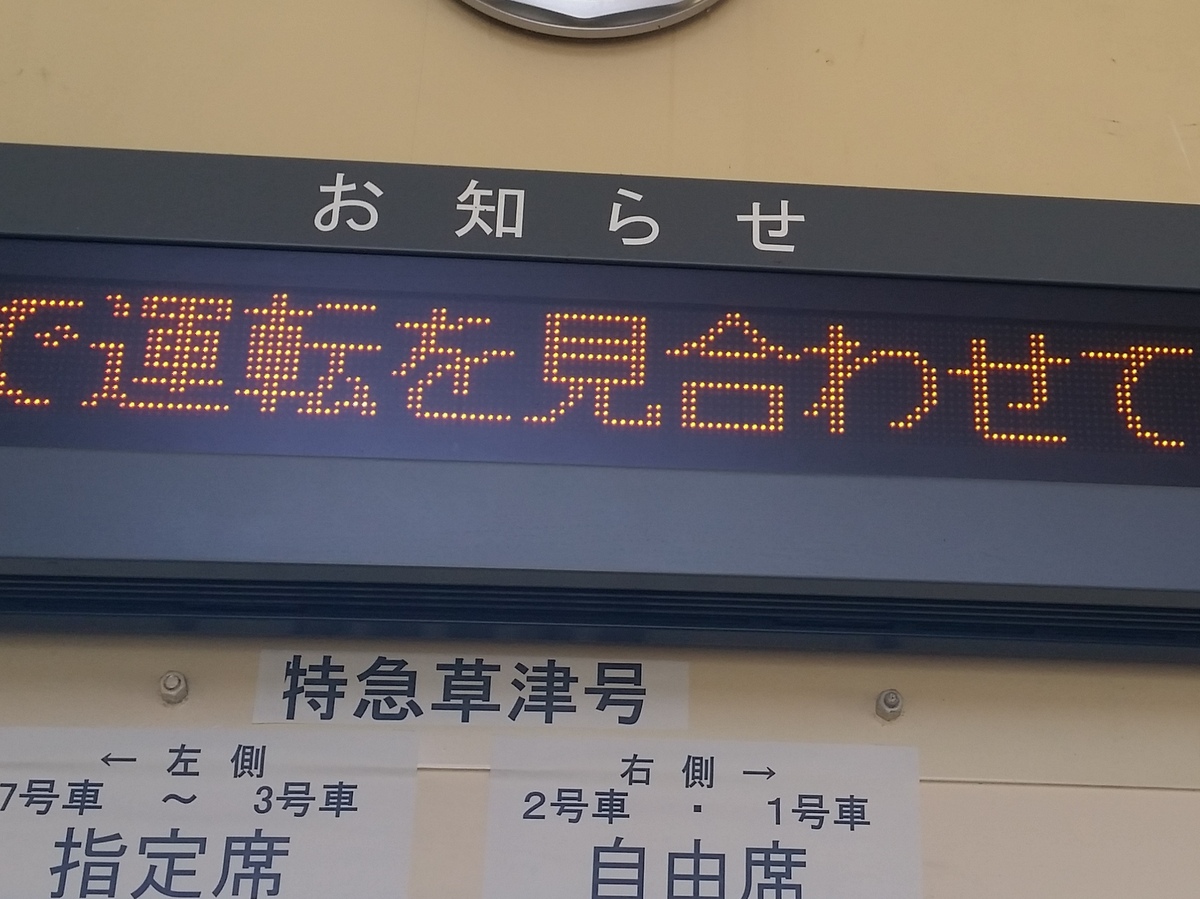 お知らせ
で運転を見合わせて
特急草津号
← 左側
7号車 ～ 3号車
指定席
右側 →
2号車 ・ 1号車
自由席